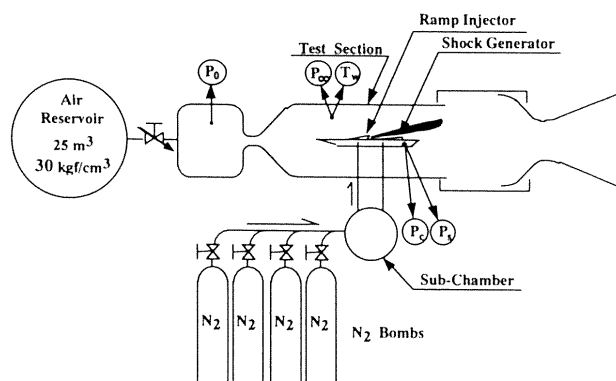 Ramp Injector
Test Section
Shock Generator
P0
P∞
Tw
Air
Reservoir
25 m3
30 kgf/cm3
Pc
Ps
Sub-Chamber
N2
N2
N2
N2
N2 Bombs